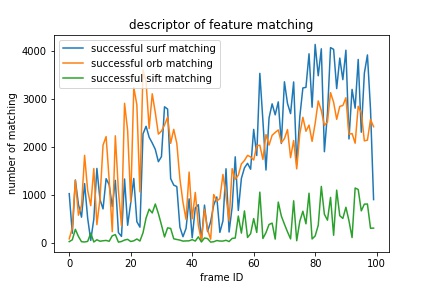 descriptor of feature matching
successful surf matching
successful orb matching
successful sift matching
number of matching
4000
3000
2000
1000
0
0
20
40
60
80
100
frame ID